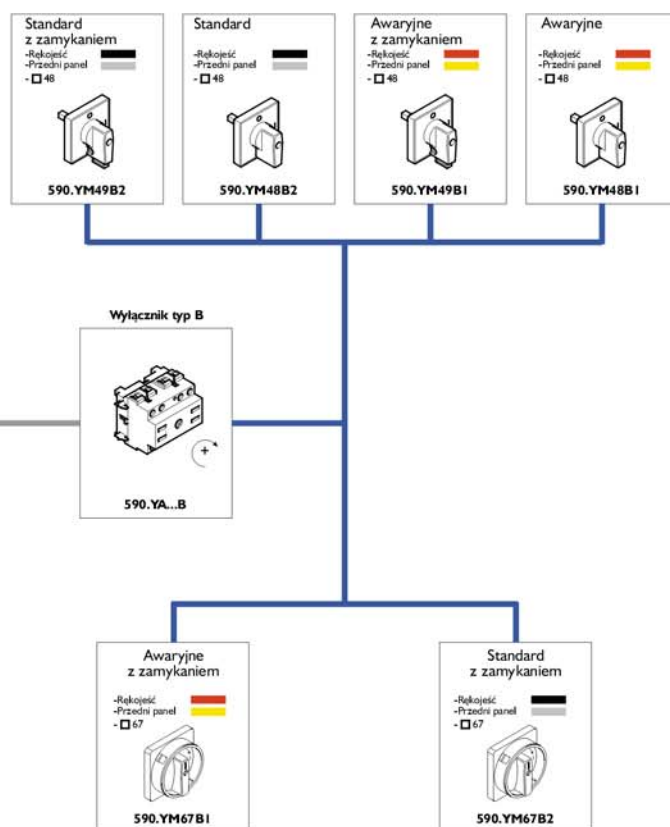 Standard
z zamykaniem
-Rękojeść
-Przedni panel
- □ 48
590.YM49B2
Standard
-Rękojeść
-Przedni panel
- □ 48
590.YM48B2
Awaryjne
z zamykaniem
-Rękojeść
-Przedni panel
- □ 48
590.YM49B1
Awaryjne
-Rękojeść
-Przedni panel
- □ 48
590.YM48B1
Wyłącznik typ B
+
590.YA...B
Awaryjne
z zamykaniem
-Rękojeść
-Przedni panel
- □ 67
590.YM67B1
Standard
z zamykaniem
-Rękojeść
-Przedni panel
- □ 67
590.YM67B2